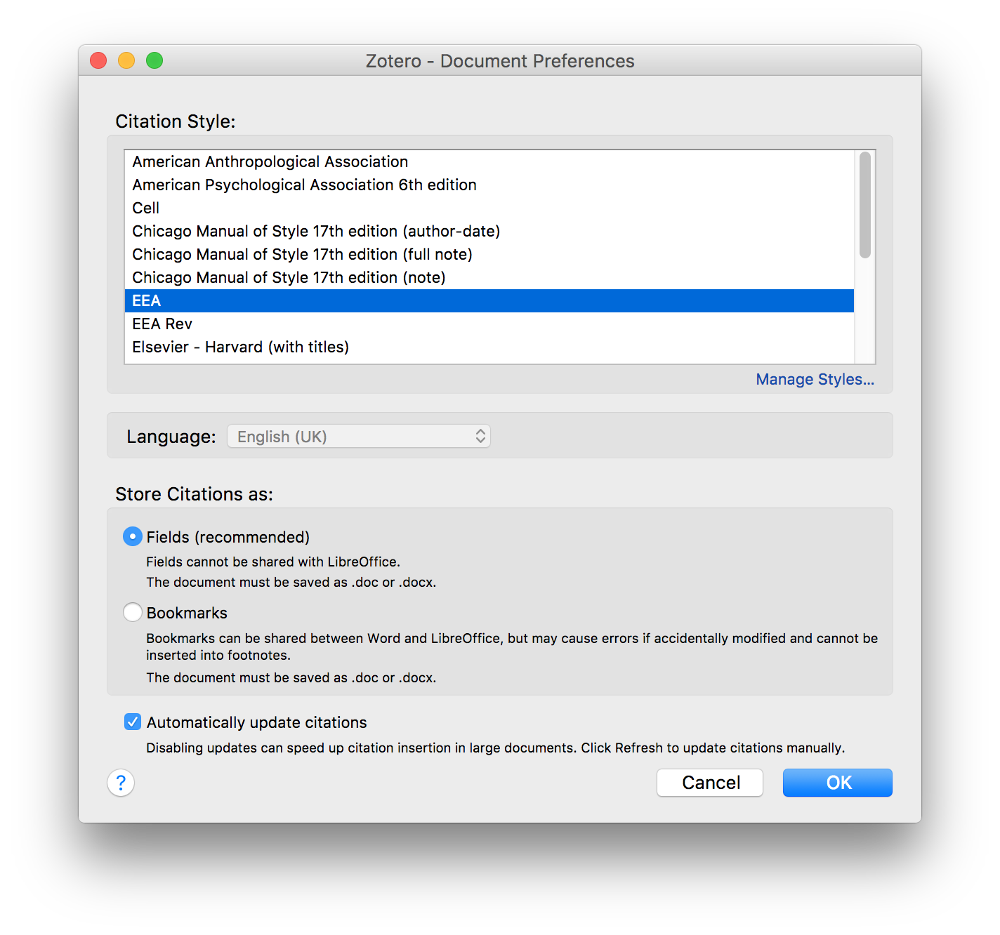 Zotero - Document Preferences
Citation Style:
American Anthropological Association
American Psychological Association 6th edition
Cell
Chicago Manual of Style 17th edition (author-date)
Chicago Manual of Style 17th edition (full note)
Chicago Manual of Style 17th edition (note)
EEA
EEA Rev
Elsevier - Harvard (with titles)
Manage Styles...
Language: English (UK)
Store Citations as:
Fields (recommended)
Fields cannot be shared with LibreOffice.
The document must be saved as .doc or .docx.
Bookmarks
Bookmarks can be shared between Word and LibreOffice, but may cause errors if accidentally modified and cannot be
inserted into footnotes.
The document must be saved as .doc or .docx.
Automatically update citations
Disabling updates can speed up citation insertion in large documents. Click Refresh to update citations manually.
? Cancel OK